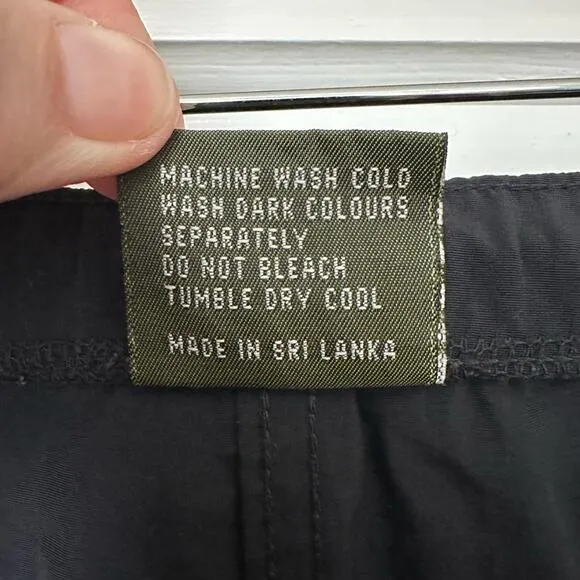 MACHINE WASH COLD
WASH DARK COLOURS
SEPARATELY
DO NOT BLEACH
TUMBLE DRY COOL
MADE IN SRI LANKA